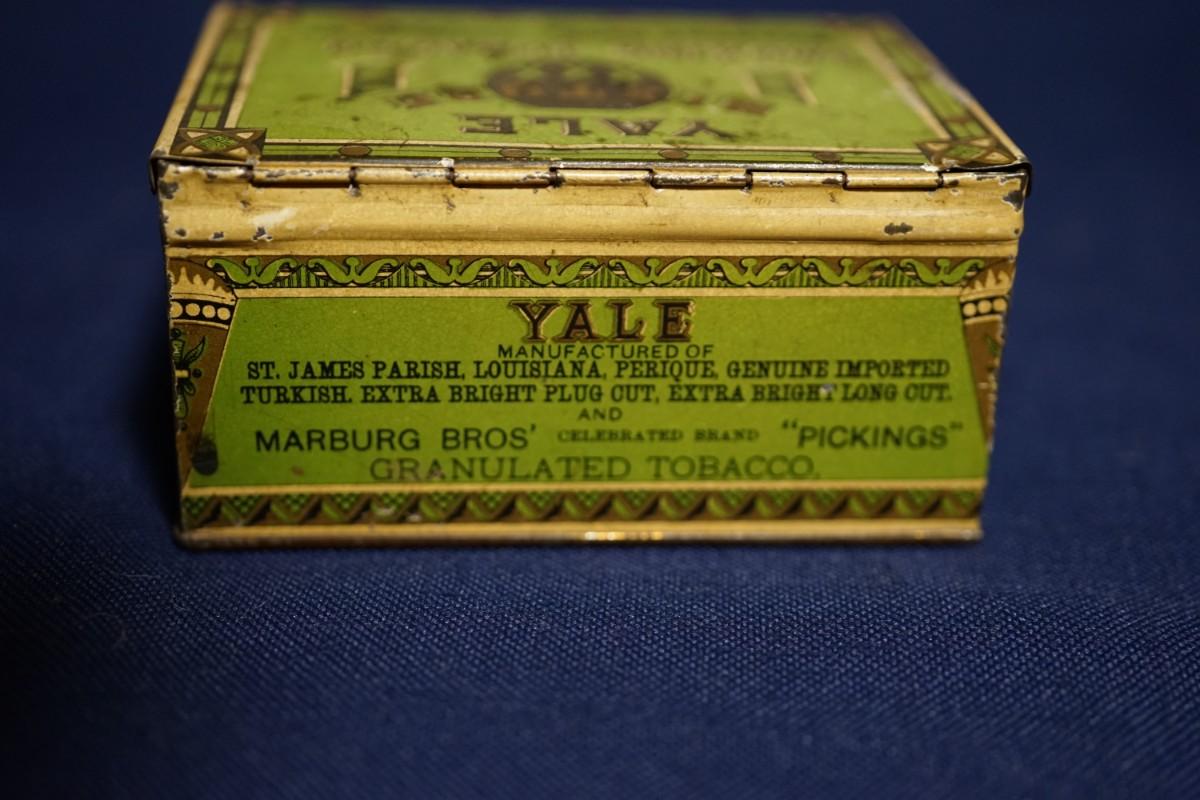 YALE
YALE
MANUFACTURED OF
ST. JAMES PARISH, LOUISIANA, PERIQUE, GENUINE IMPORTED
TURKISH. EXTRA BRIGHT PLUG CUT, EXTRA BRIGHT LONG CUT.
AND
MARBURG BROS' CELEBRATED BRAND "PICKINGS"
GRANULATED TOBACCO.